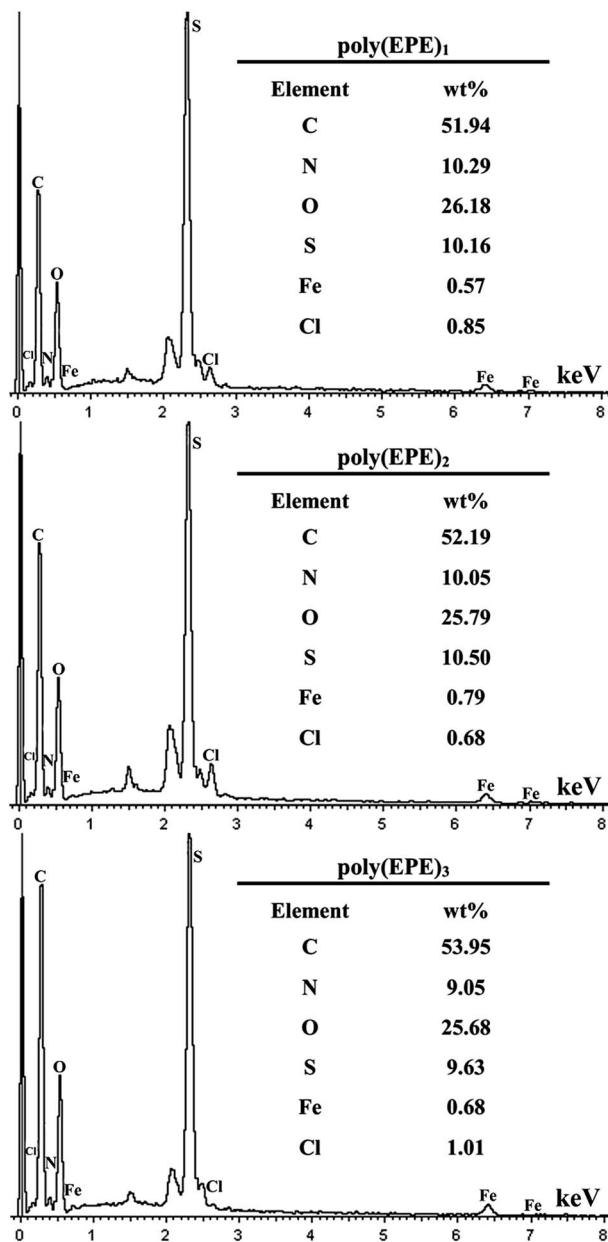 S
poly(EPE)₁
Element wt%
C 51.94
N 10.29
O 26.18
S 10.16
Fe 0.57
Cl 0.85
C
O
Cl
N
Fe
Cl
Fe
Fe
keV
0 1 2 3 4 5 6 7 8
S
poly(EPE)₂
Element wt%
C 52.19
N 10.05
O 25.79
S 10.50
Fe 0.79
Cl 0.68
C
O
Cl
N
Fe
Cl
Fe
Fe
keV
0 1 2 3 4 5 6 7 8
S
poly(EPE)₃
Element wt%
C 53.95
N 9.05
O 25.68
S 9.63
Fe 0.68
Cl 1.01
C
O
Cl
N
Fe
Cl
Fe
Fe
keV
0 1 2 3 4 5 6 7 8